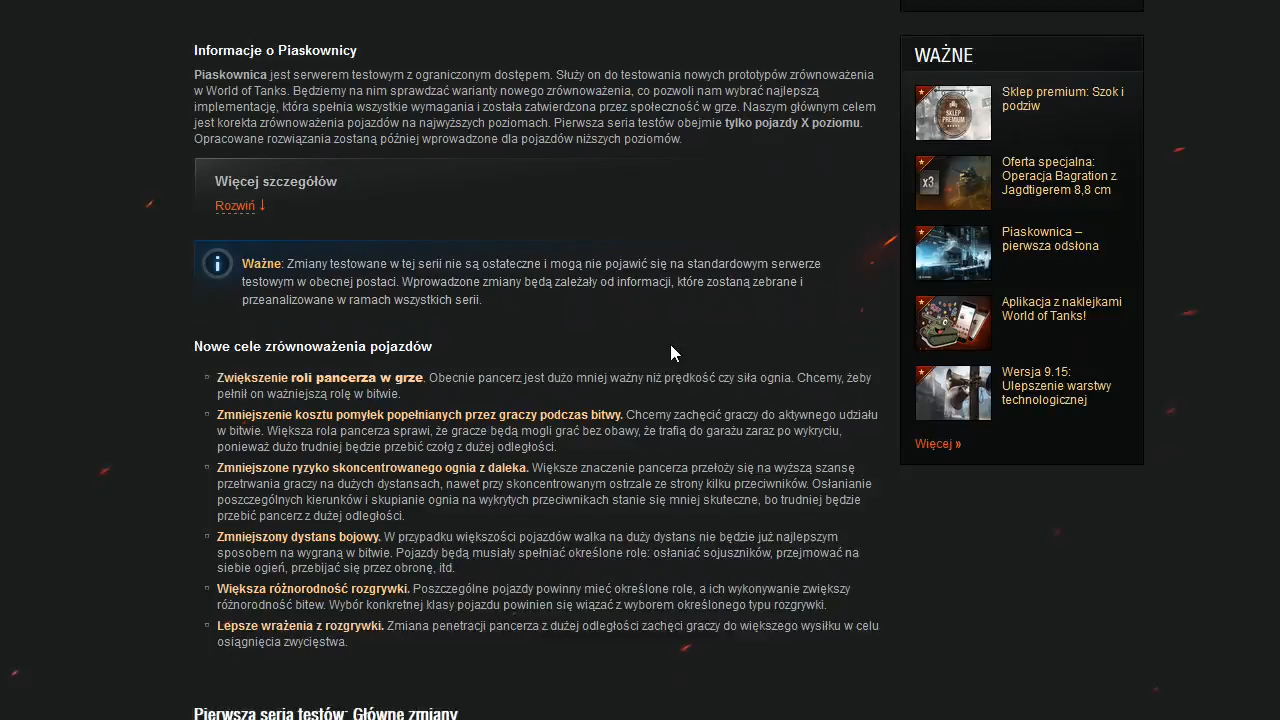 Informacje o Piaskownicy
Piaskownica jest serwerem testowym z ograniczonym dostępem. Służy on do testowania nowych prototypów zrównoważenia
w World of Tanks. Będziemy na nim sprawdzać warianty nowego zrównoważenia, co pozwoli nam wybrać najlepszą
implementację, która spełnia wszystkie wymagania i została zatwierdzona przez społeczność w grze. Naszym głównym celem
jest korekta zrównoważenia pojazdów na najwyższych poziomach. Pierwsza seria testów obejmie tylko pojazdy X poziomu.
Opracowane rozwiązania zostaną później wprowadzone dla pojazdów niższych poziomów.
Więcej szczegółów
Rozwiń ↓
Ważne: Zmiany testowane w tej serii nie są ostateczne i mogą nie pojawić się na standardowym serwerze
testowym w obecnej postaci. Wprowadzone zmiany będą zależały od informacji, które zostaną zebrane i
przeanalizowane w ramach wszystkich serii.
Nowe cele zrównoważenia pojazdów
Zwiększenie roli pancerza w grze. Obecnie pancerz jest dużo mniej ważny niż prędkość czy siła ognia. Chcemy, żeby
pełnił on ważniejszą rolę w bitwie.
Zmniejszenie kosztu pomyłek popełnianych przez graczy podczas bitwy. Chcemy zachęcić graczy do aktywnego udziału
w bitwie. Większa rola pancerza sprawi, że gracze będą mogli grać bez obawy, że trafią do garażu zaraz po wykryciu,
ponieważ dużo trudniej będzie przebić czołg z dużej odległości.
Zmniejszone ryzyko skoncentrowanego ognia z daleka. Większe znaczenie pancerza przełoży się na wyższą szansę
przetrwania graczy na dużych dystansach, nawet przy skoncentrowanym ostrzale ze strony kilku przeciwników. Osłanianie
poszczególnych kierunków i skupianie ognia na wykrytych przeciwnikach stanie się mniej skuteczne, bo trudniej będzie
przebić pancerz z dużej odległości.
Zmniejszony dystans bojowy. W przypadku większości pojazdów walka na duży dystans nie będzie już najlepszym
sposobem na wygraną w bitwie. Pojazdy będą musiały spełniać określone role: osłaniać sojuszników, przejmować na
siebie ogień, przebijać się przez obronę, itd.
Większa różnorodność rozgrywki. Poszczególne pojazdy powinny mieć określone role, a ich wykonywanie zwiększy
różnorodność bitew. Wybór konkretnej klasy pojazdu powinien się wiązać z wyborem określonego typu rozgrywki.
Lepsze wrażenia z rozgrywki. Zmiana penetracji pancerza z dużej odległości zachęci graczy do większego wysiłku w celu
osiągnięcia zwycięstwa.
Pierwsza seria testów: Główne zmiany
WAŻNE
SKLEP
PREMIUM
Sklep premium: Szok i
podziw
x3
Oferta specjalna:
Operacja Bagration z
Jagdtigerem 8,8 cm
Piaskownica –
pierwsza odsłona
Aplikacja z naklejkami
World of Tanks!
Wersja 9.15:
Ulepszenie warstwy
technologicznej
Więcej »